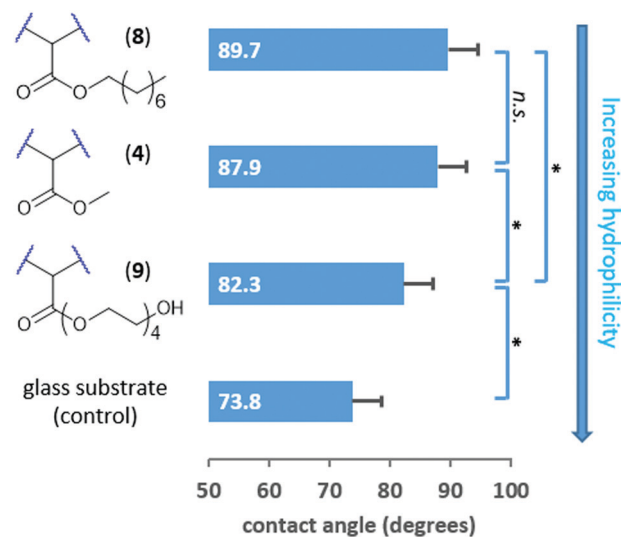 (8)
O
O
( )
6
89.7
(4)
O
O
87.9
(9)
O
(O
)
4
OH
82.3
glass substrate
(control)
73.8
n.s.
*
*
*
Increasing hydrophilicity
50 60 70 80 90 100
contact angle (degrees)